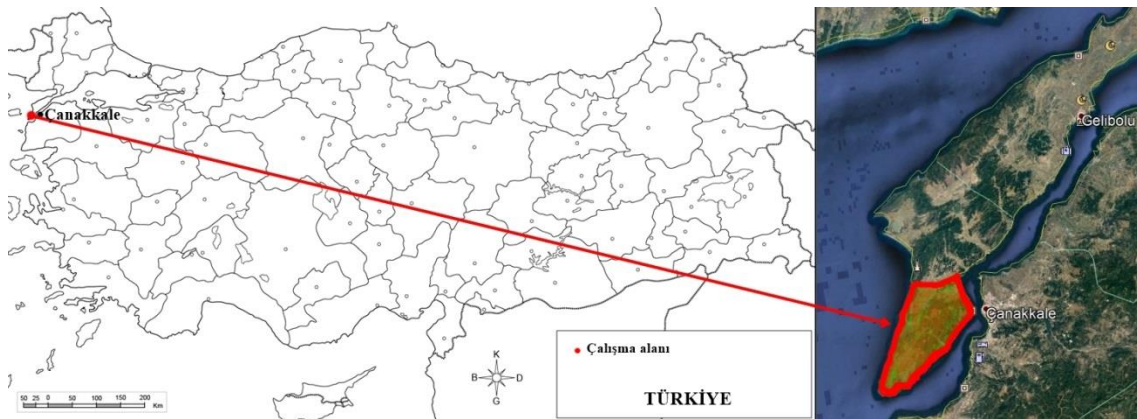 Çanakkale
Gelibolu
Çanakkale
Çalışma alanı
TÜRKİYE
K
B D
G
50 25 0 50 100 150 200
Km